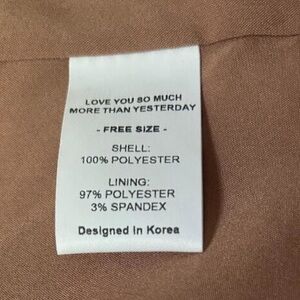 LOVE YOU SO MUCH
MORE THAN YESTERDAY
- FREE SIZE -
SHELL:
100% POLYESTER
LINING:
97% POLYESTER
3% SPANDEX
Designed In Korea